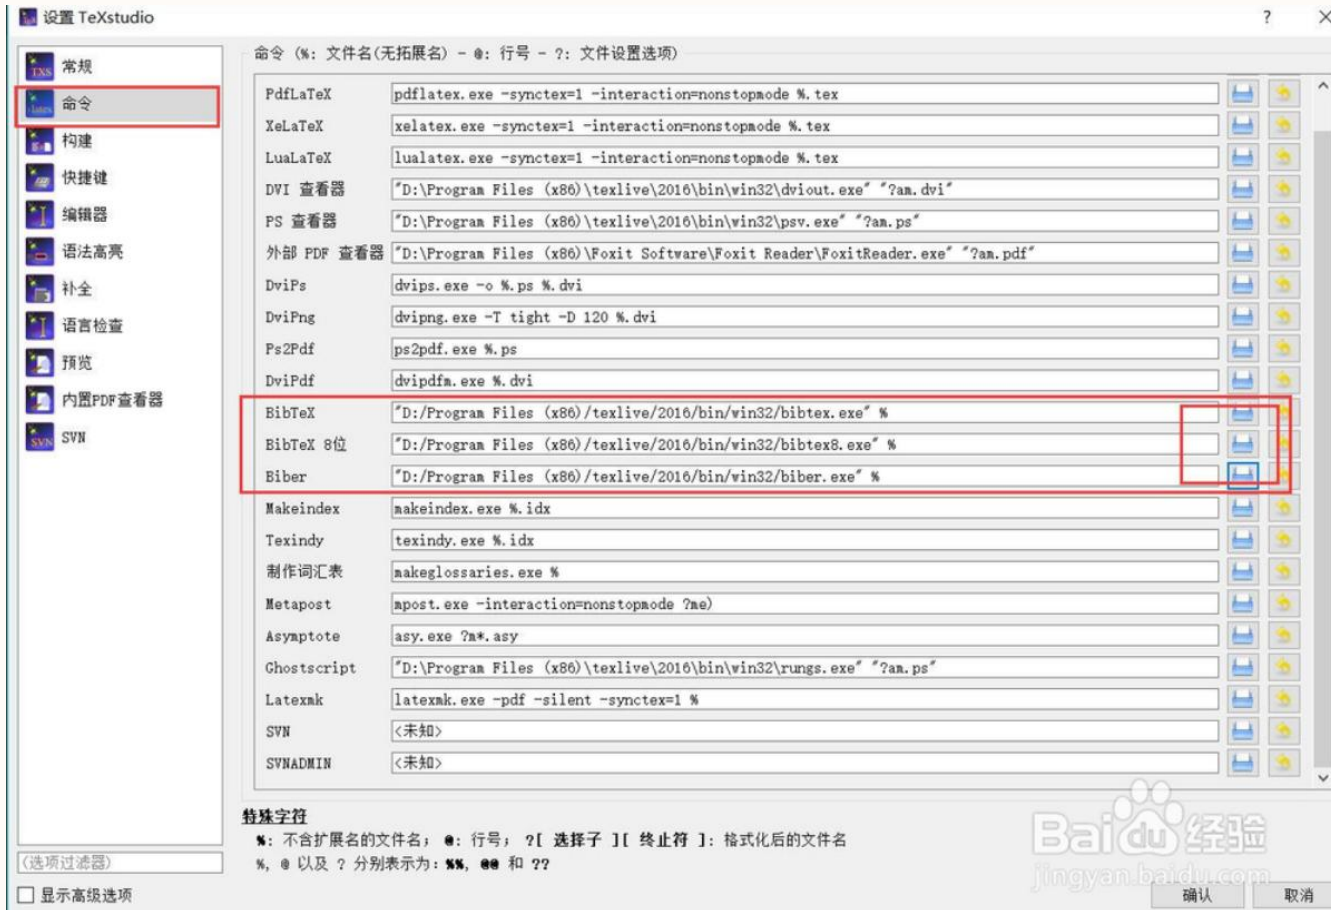 设置 TeXstudio
?
常规
命令
构建
快捷键
编辑器
语法高亮
补全
语言检查
预览
内置PDF查看器
SVN
(选项过滤器)
显示高级选项
命令 (%: 文件名(无拓展名) - @: 行号 - ?: 文件设置选项)
PdfLaTeX pdflatex.exe -synctex=1 -interaction=nonstopmode %.tex
XeLaTeX xelatex.exe -synctex=1 -interaction=nonstopmode %.tex
LuaLaTeX lualatex.exe -synctex=1 -interaction=nonstopmode %.tex
DVI 查看器 "D:\Program Files (x86)\texlive\2016\bin\win32\dviout.exe" "?am.dvi"
PS 查看器 "D:\Program Files (x86)\texlive\2016\bin\win32\psv.exe" "?am.ps"
外部 PDF 查看器 "D:\Program Files (x86)\Foxit Software\Foxit Reader\FoxitReader.exe" "?am.pdf"
DviPs dvips.exe -o %.ps %.dvi
DviPng dvipng.exe -T tight -D 120 %.dvi
Ps2Pdf ps2pdf.exe %.ps
DviPdf dvipdfm.exe %.dvi
BibTeX "D:/Program Files (x86)/texlive/2016/bin/win32/bibtex.exe" %
BibTeX 8位 "D:/Program Files (x86)/texlive/2016/bin/win32/bibtex8.exe" %
Biber "D:/Program Files (x86)/texlive/2016/bin/win32/biber.exe" %
Makeindex makeindex.exe %.idx
Texindy texindy.exe %.idx
制作词汇表 makeglossaries.exe %
Metapost mpost.exe -interaction=nonstopmode ?me)
Asymptote asy.exe ?m*.asy
Ghostscript "D:\Program Files (x86)\texlive\2016\bin\win32\rungs.exe" "?am.ps"
Latexmk latexmk.exe -pdf -silent -synctex=1 %
SVN <未知>
SVNADMIN <未知>
特殊字符
%: 不含扩展名的文件名; @: 行号; ?[ 选择子 ][ 终止符 ]: 格式化后的文件名
%, @ 以及 ? 分别表示为: %%, @@ 和 ??
Baidu 经验
jingyan.baidu.com
确认 取消